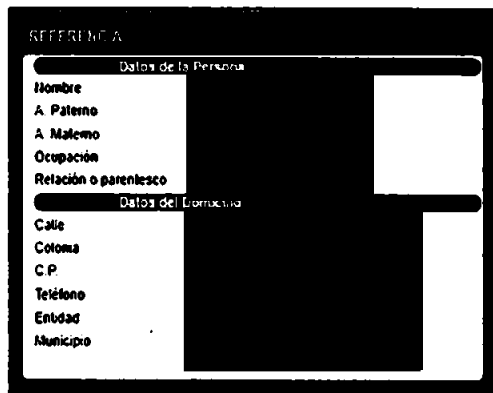 REFERENCIA
Datos de la Persona
Nombre
A. Paterno
A. Materno
Ocupación
Relación o parentesco
Datos del Domicilio
Calle
Colonia
C.P.
Teléfono
Entidad
Municipio